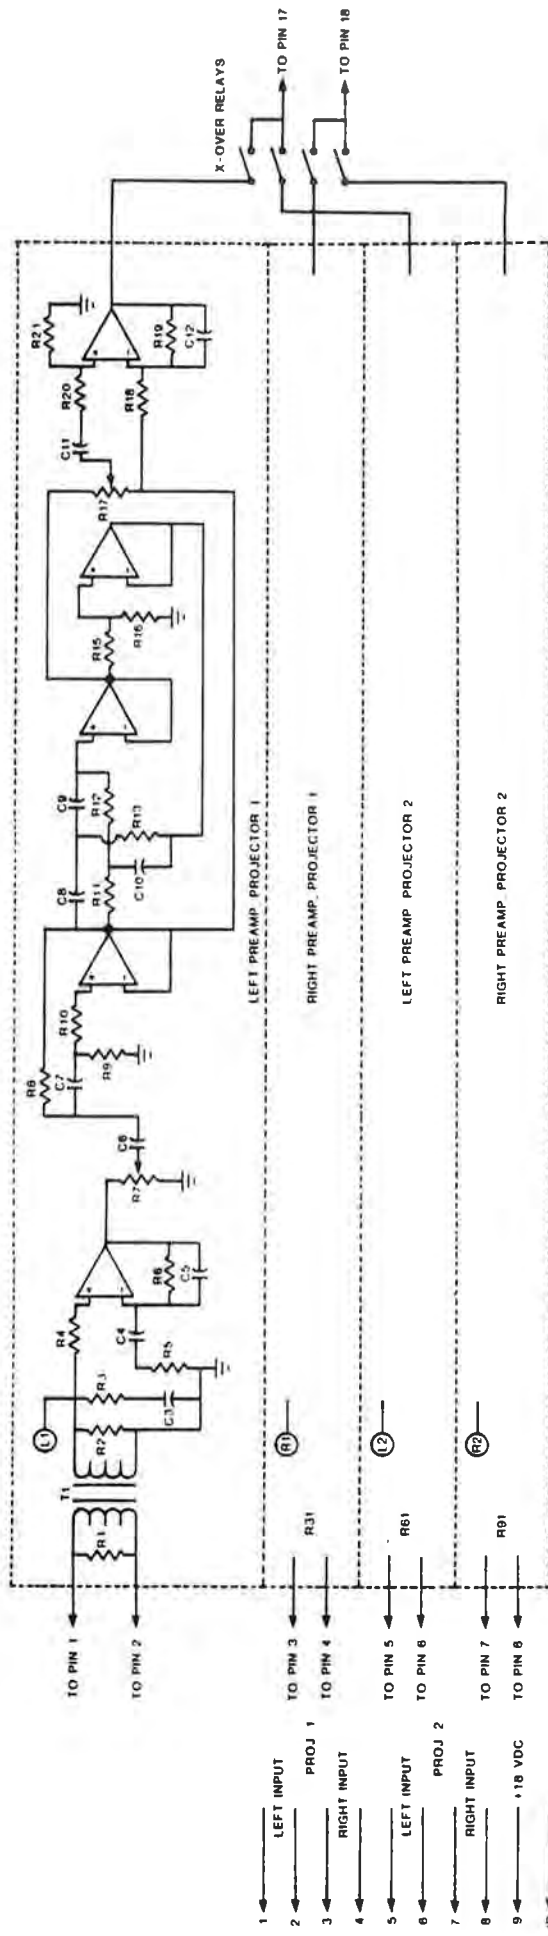 X-OVER RELAYS
TO PIN 17
TO PIN 18
R21
R20
C11
R19
C12
R18
R17
R16
R15
C9
R12
R13
C8
R11
C10
R10
R8
C7
R9
C6
R7
R6
C5
R4
C4
R5
R3
C3
R2
L1
T1
R1
TO PIN 1
TO PIN 2
LEFT PREAMP PROJECTOR 1
RIGHT PREAMP PROJECTOR 1
R1
R31
TO PIN 3
TO PIN 4
LEFT PREAMP PROJECTOR 2
L2
R61
TO PIN 5
TO PIN 6
RIGHT PREAMP PROJECTOR 2
R2
R91
TO PIN 7
TO PIN 8
1
LEFT INPUT
2
PROJ 1
3
RIGHT INPUT
4
5
LEFT INPUT
6
PROJ 2
7
RIGHT INPUT
8
9
+18 VDC